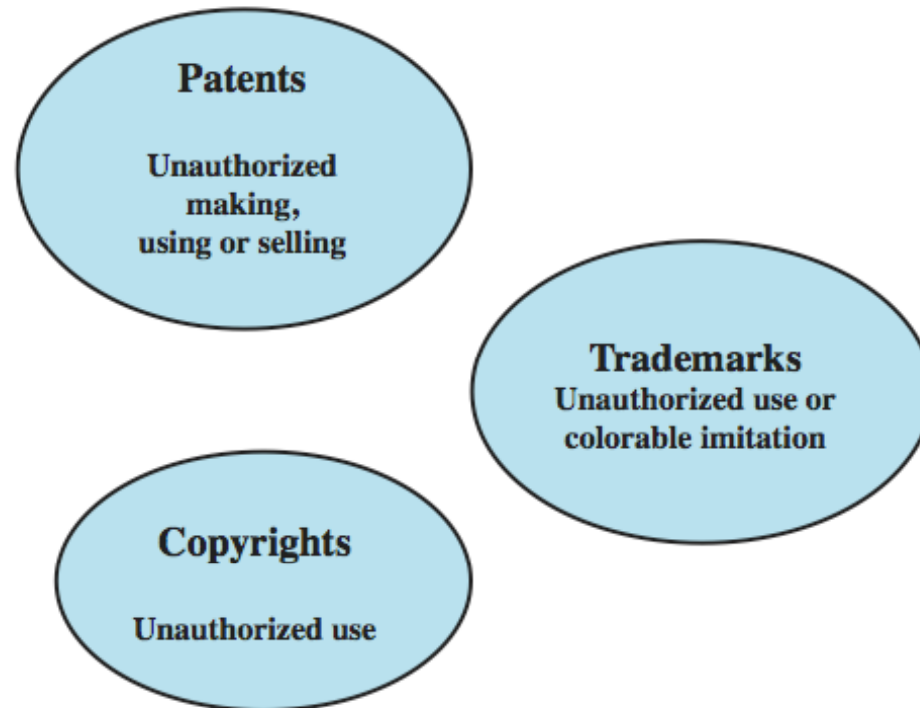 Patents
Unauthorized
making,
using or selling
Trademarks
Unauthorized use or
colorable imitation
Copyrights
Unauthorized use